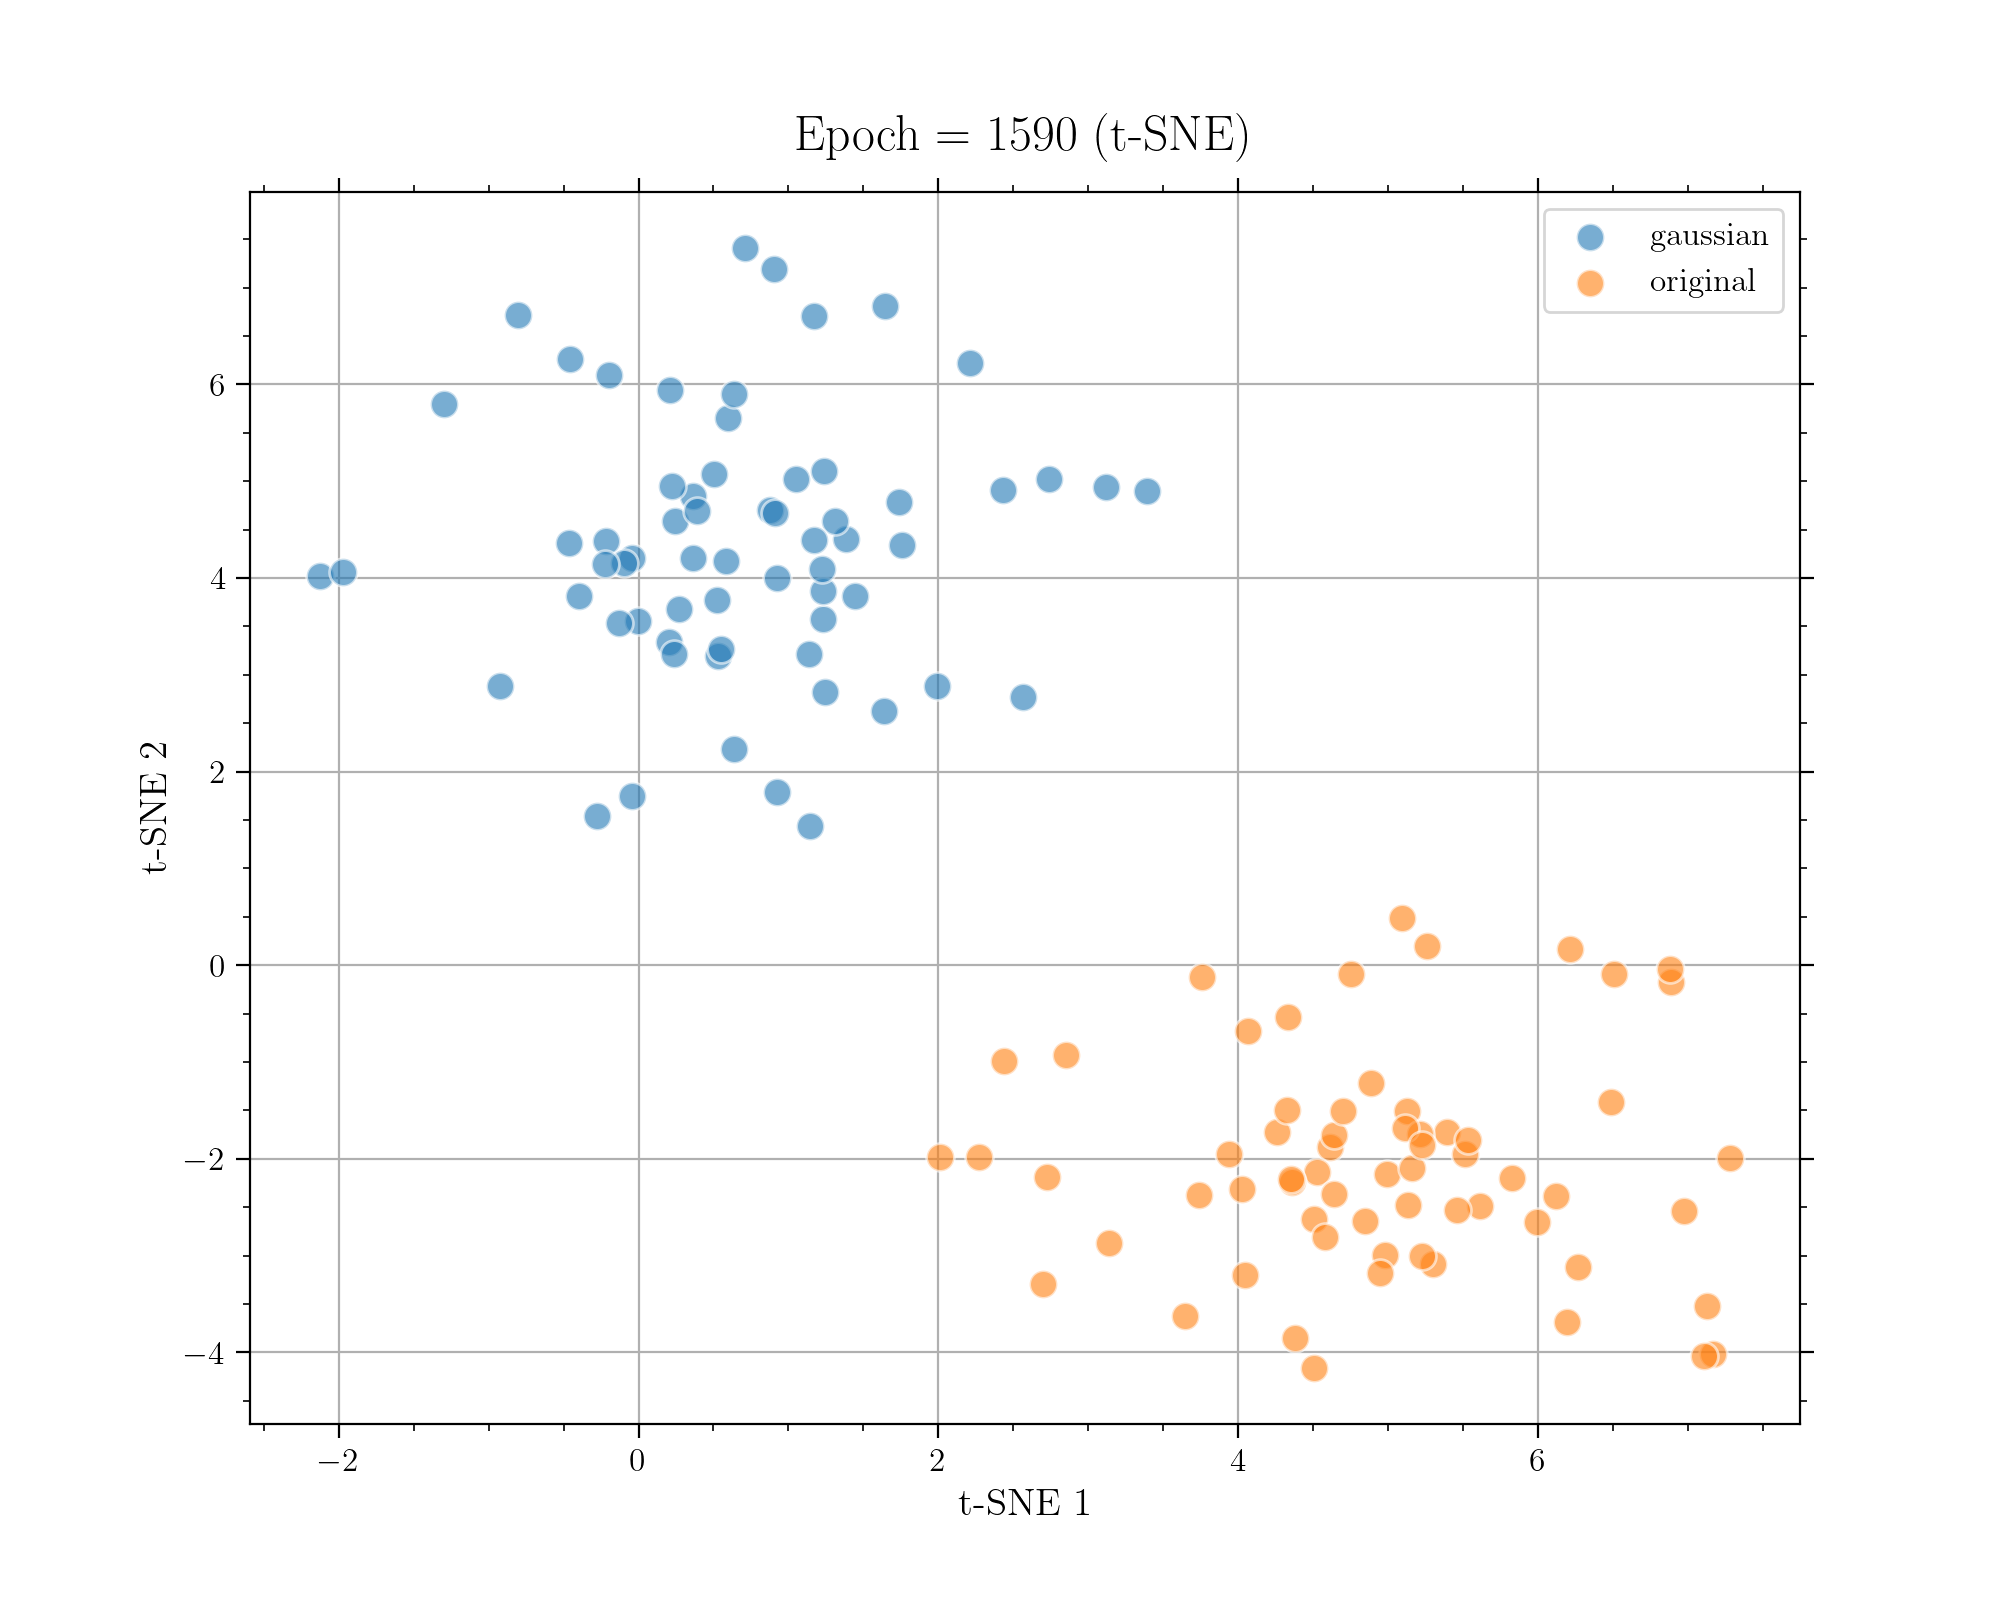 Epoch = 1590 (t-SNE)
gaussian
original
6
4
2
0
−2
−4
t-SNE 2
−2 0 2 4 6
t-SNE 1